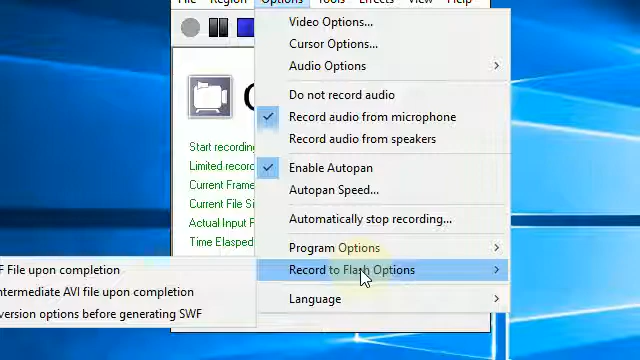 File Region Options Tools Effects View Help
Video Options...
Cursor Options...
Audio Options
Do not record audio
Record audio from microphone
Record audio from speakers
Enable Autopan
Autopan Speed...
Automatically stop recording...
Program Options
Record to Flash Options
Language
Start recording
Limited recor
Current Frame
Current File Si
Actual Input F
Time Elasped
F File upon completion
ntermediate AVI file upon completion
version options before generating SWF